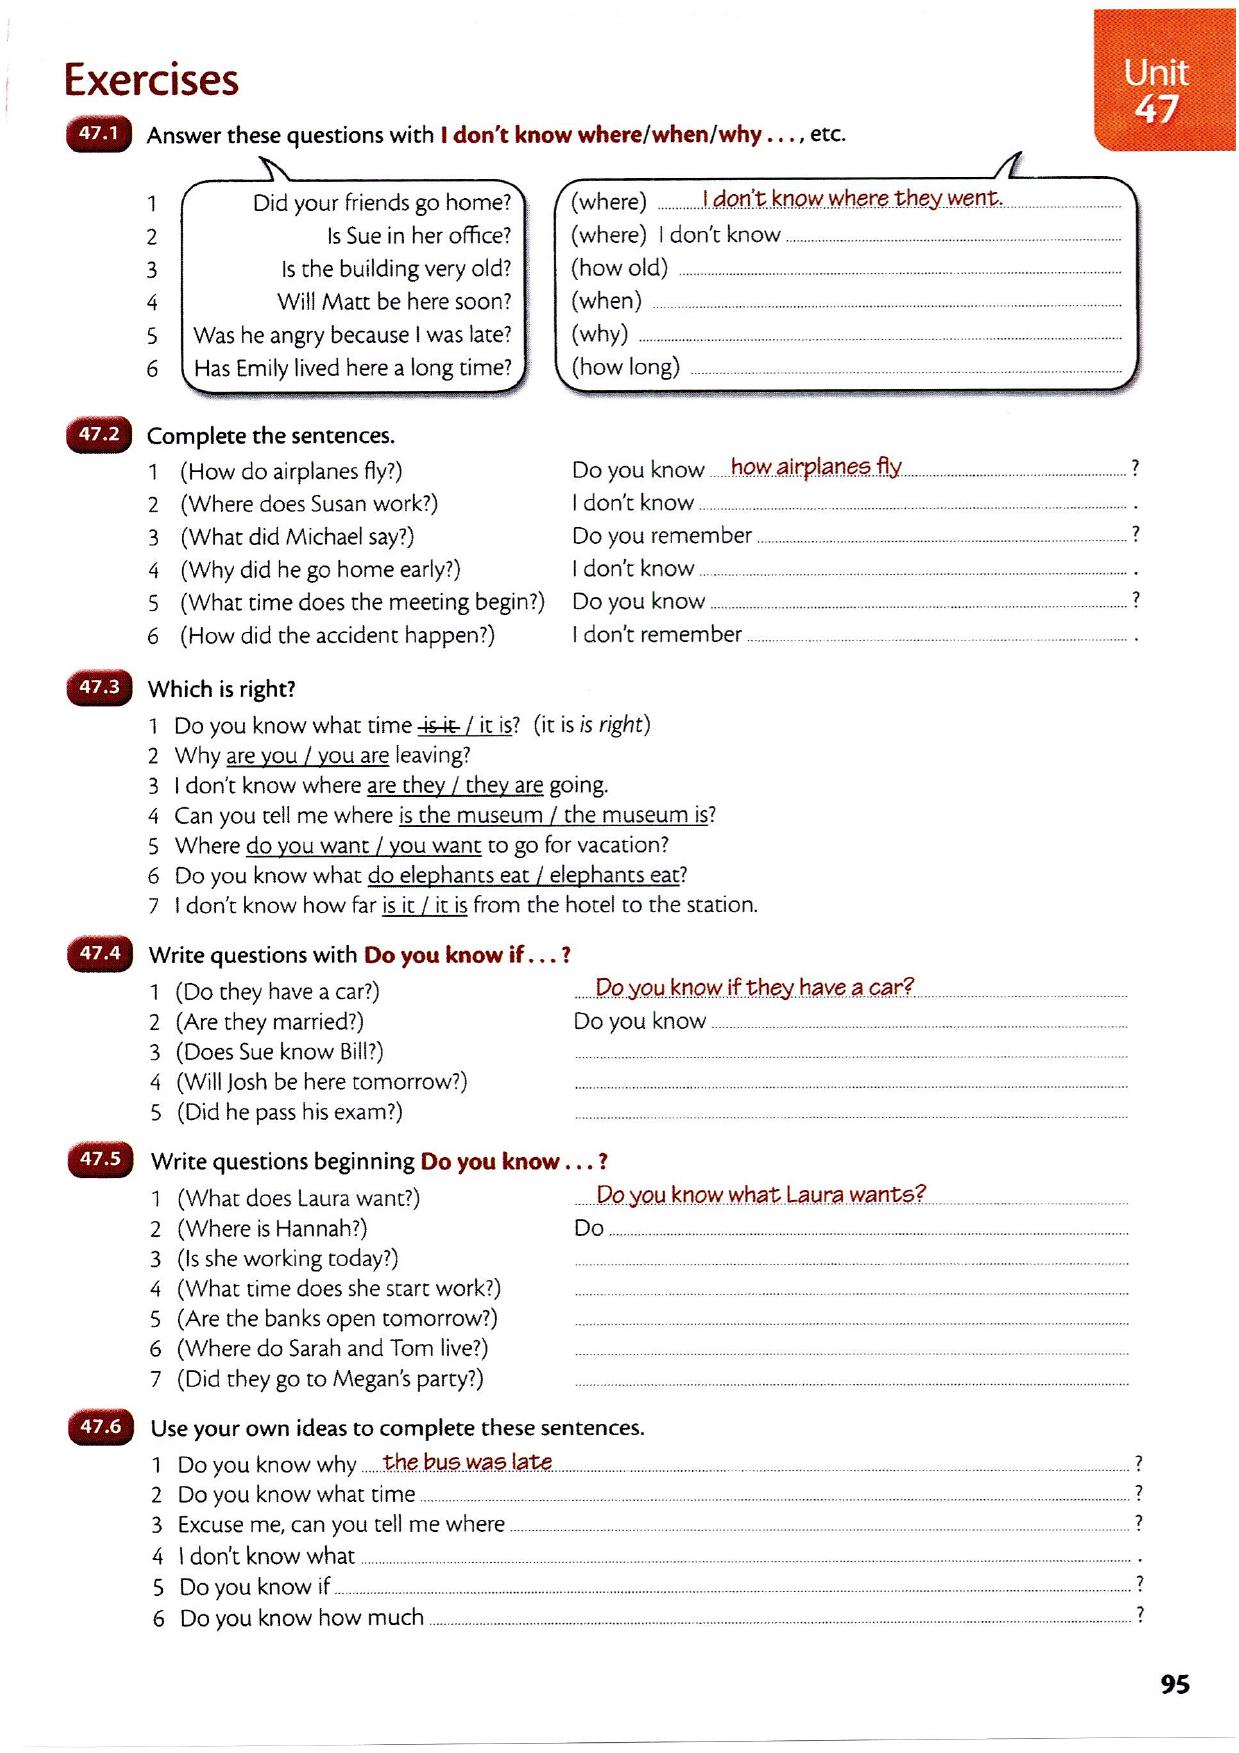 Exercises
Unit
47
47.1 Answer these questions with I don't know where/when/why . . . , etc.
1 Did your friends go home? (where) I don't know where they went.
2 Is Sue in her office? (where) I don't know
3 Is the building very old? (how old)
4 Will Matt be here soon? (when)
5 Was he angry because I was late? (why)
6 Has Emily lived here a long time? (how long)
47.2 Complete the sentences.
1 (How do airplanes fly?) Do you know how airplanes fly ?
2 (Where does Susan work?) I don't know .
3 (What did Michael say?) Do you remember ?
4 (Why did he go home early?) I don't know .
5 (What time does the meeting begin?) Do you know ?
6 (How did the accident happen?) I don't remember .
47.3 Which is right?
1 Do you know what time is it / it is? (it is is right)
2 Why are you / you are leaving?
3 I don't know where are they / they are going.
4 Can you tell me where is the museum / the museum is?
5 Where do you want / you want to go for vacation?
6 Do you know what do elephants eat / elephants eat?
7 I don't know how far is it / it is from the hotel to the station.
47.4 Write questions with Do you know if . . . ?
1 (Do they have a car?) Do you know if they have a car?
2 (Are they married?) Do you know
3 (Does Sue know Bill?)
4 (Will Josh be here tomorrow?)
5 (Did he pass his exam?)
47.5 Write questions beginning Do you know . . . ?
1 (What does Laura want?) Do you know what Laura wants?
2 (Where is Hannah?) Do
3 (Is she working today?)
4 (What time does she start work?)
5 (Are the banks open tomorrow?)
6 (Where do Sarah and Tom live?)
7 (Did they go to Megan's party?)
47.6 Use your own ideas to complete these sentences.
1 Do you know why the bus was late ?
2 Do you know what time ?
3 Excuse me, can you tell me where ?
4 I don't know what .
5 Do you know if ?
6 Do you know how much ?
95